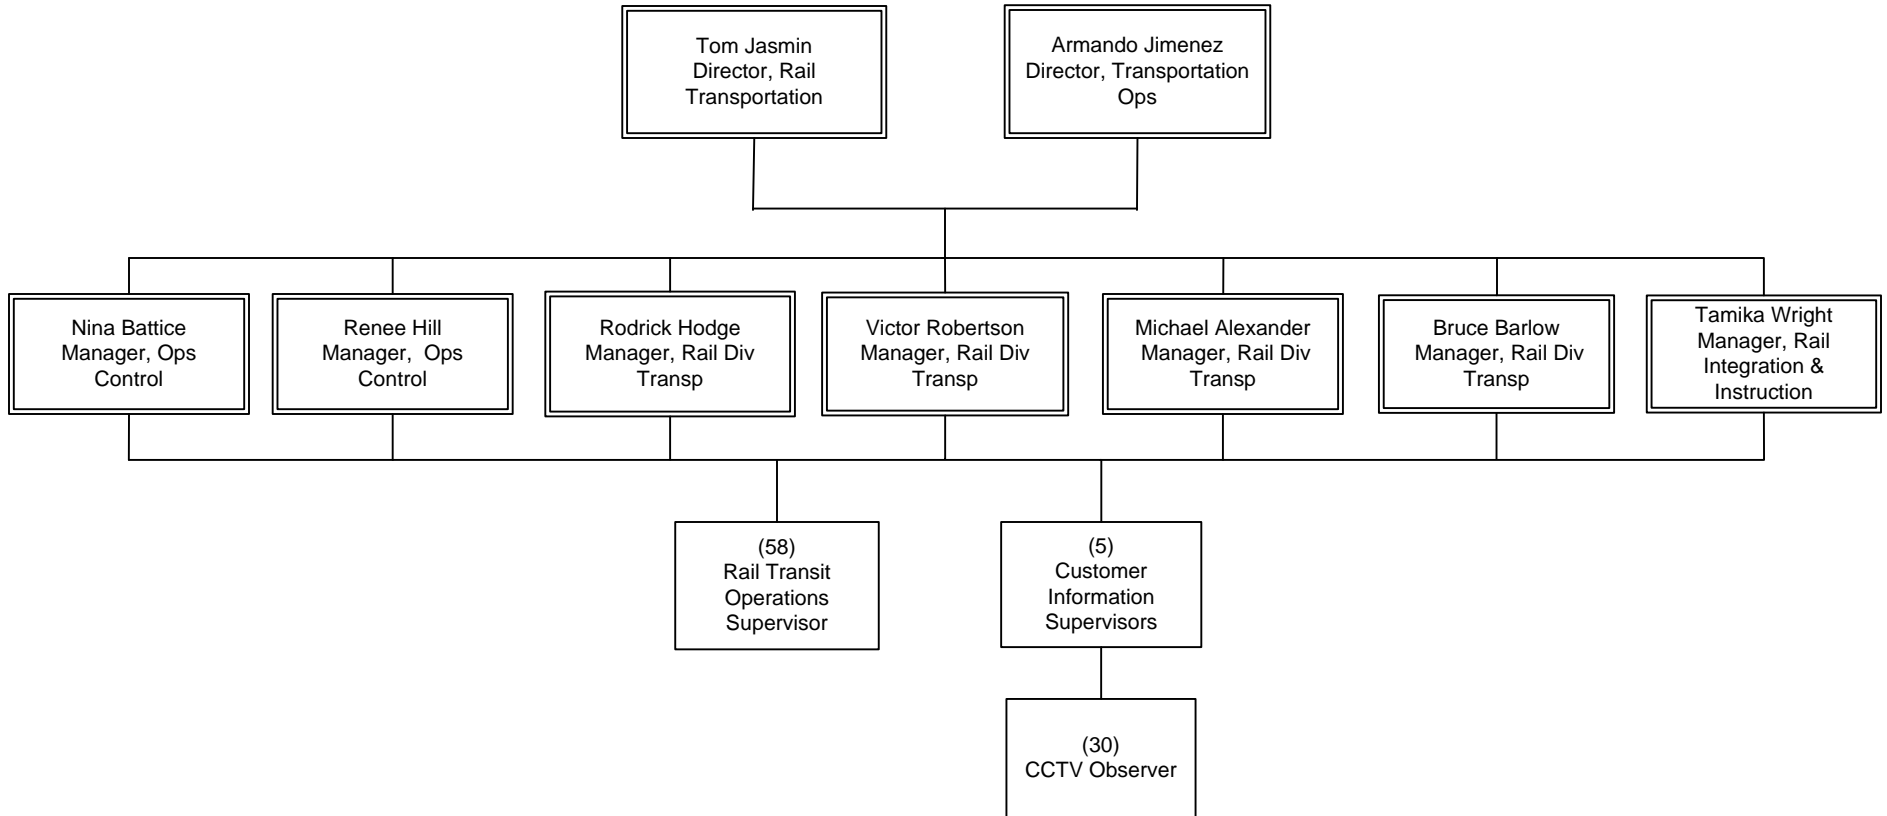 Tom Jasmin
Director, Rail
Transportation
Armando Jimenez
Director, Transportation
Ops
Nina Battice
Manager, Ops
Control
Renee Hill
Manager,  Ops
Control
Rodrick Hodge
Manager, Rail Div
Transp
Victor Robertson
Manager, Rail Div
Transp
Michael Alexander
Manager, Rail Div
Transp
Bruce Barlow
Manager, Rail Div
Transp
Tamika Wright
Manager, Rail
Integration &
Instruction
(58)
Rail Transit
Operations
Supervisor
(5)
Customer
Information
Supervisors
(30)
CCTV Observer